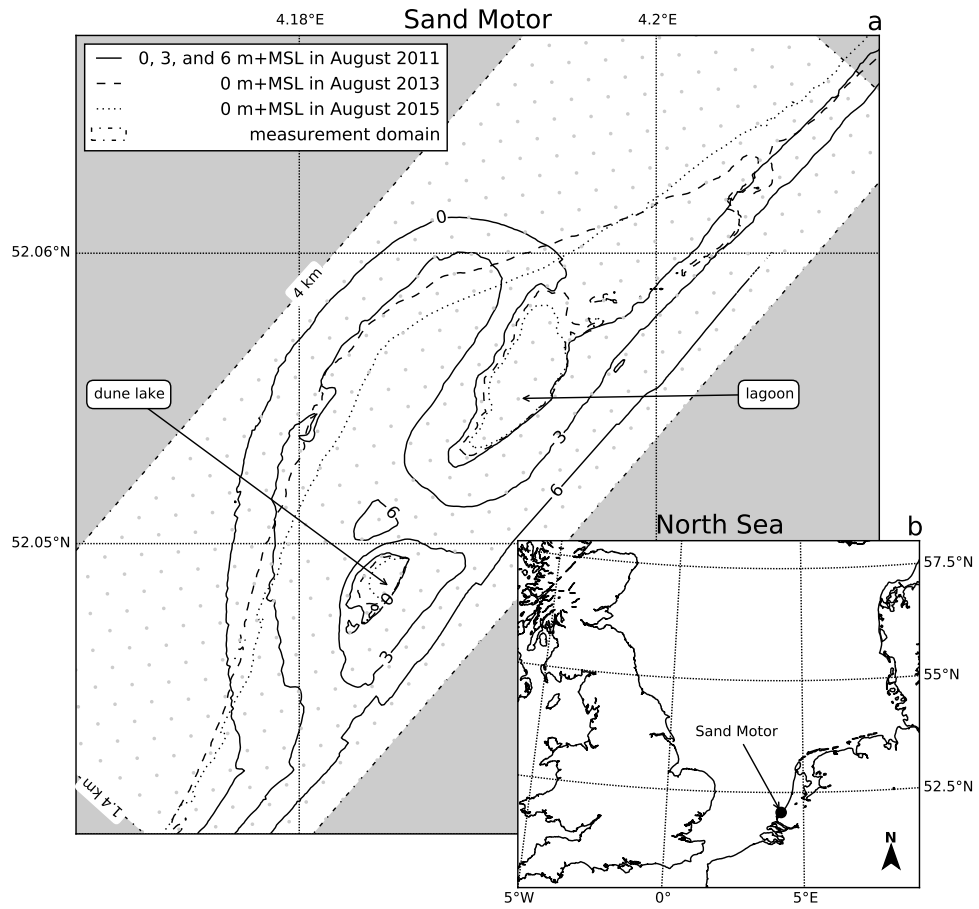 4.18°E
Sand Motor
4.2°E
a
0, 3, and 6 m+MSL in August 2011
0 m+MSL in August 2013
0 m+MSL in August 2015
measurement domain
0
52.06°N
4 km
dune lake
lagoon
3
6
6
52.05°N
0
3
1.4 km
North Sea
b
57.5°N
55°N
Sand Motor
52.5°N
N
5°W
0°
5°E